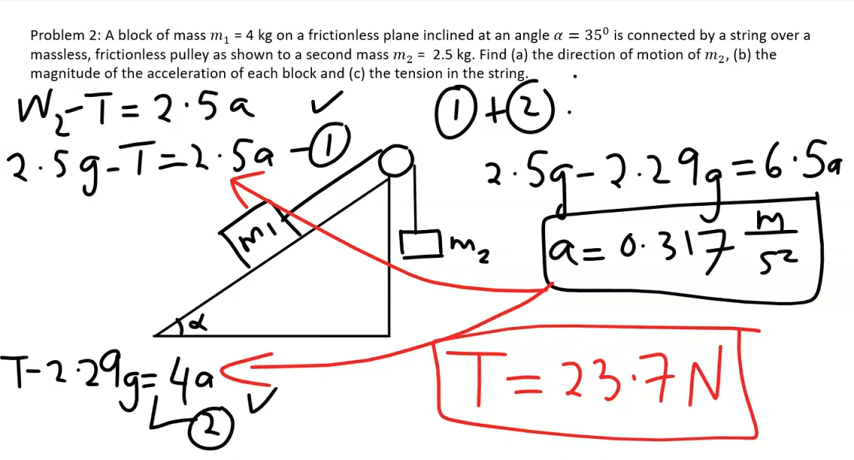 Problem 2: A block of mass m₁ = 4 kg on a frictionless plane inclined at an angle α = 35⁰ is connected by a string over a
massless, frictionless pulley as shown to a second mass m₂ = 2.5 kg. Find (a) the direction of motion of m₂, (b) the
magnitude of the acceleration of each block and (c) the tension in the string.
W₂-T=2.5a ✓
2.5g-T=2.5a -①
①+②
2.5g-2.29g=6.5a
a=0.317 m/s²
m₁
m₂
α
T-2.29g=4a ✓
②
T=23.7N